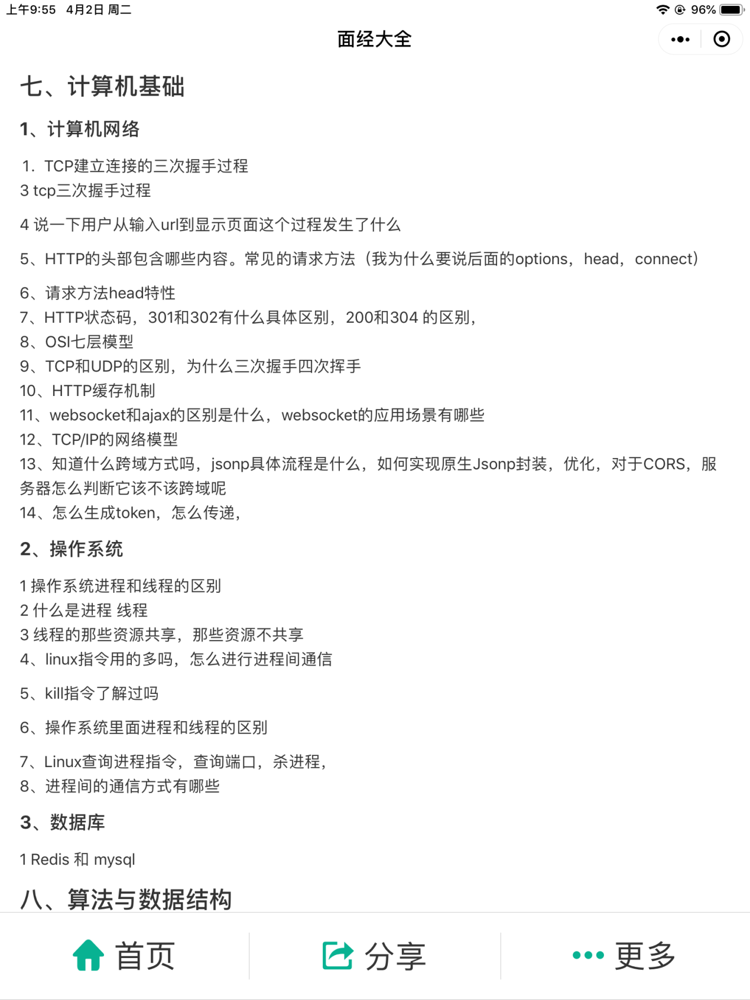 上午9:55 4月2日 周二
96%
面经大全
七、计算机基础
1、计算机网络
1. TCP建立连接的三次握手过程
3 tcp三次握手过程
4 说一下用户从输入url到显示页面这个过程发生了什么
5、HTTP的头部包含哪些内容。常见的请求方法（我为什么要说后面的options，head，connect）
6、请求方法head特性
7、HTTP状态码，301和302有什么具体区别，200和304 的区别，
8、OSI七层模型
9、TCP和UDP的区别，为什么三次握手四次挥手
10、HTTP缓存机制
11、websocket和ajax的区别是什么，websocket的应用场景有哪些
12、TCP/IP的网络模型
13、知道什么跨域方式吗，jsonp具体流程是什么，如何实现原生Jsonp封装，优化，对于CORS，服
务器怎么判断它该不该跨域呢
14、怎么生成token，怎么传递，
2、操作系统
1 操作系统进程和线程的区别
2 什么是进程 线程
3 线程的那些资源共享，那些资源不共享
4、linux指令用的多吗，怎么进行进程间通信
5、kill指令了解过吗
6、操作系统里面进程和线程的区别
7、Linux查询进程指令，查询端口，杀进程，
8、进程间的通信方式有哪些
3、数据库
1 Redis 和 mysql
八、算法与数据结构
首页 分享 更多